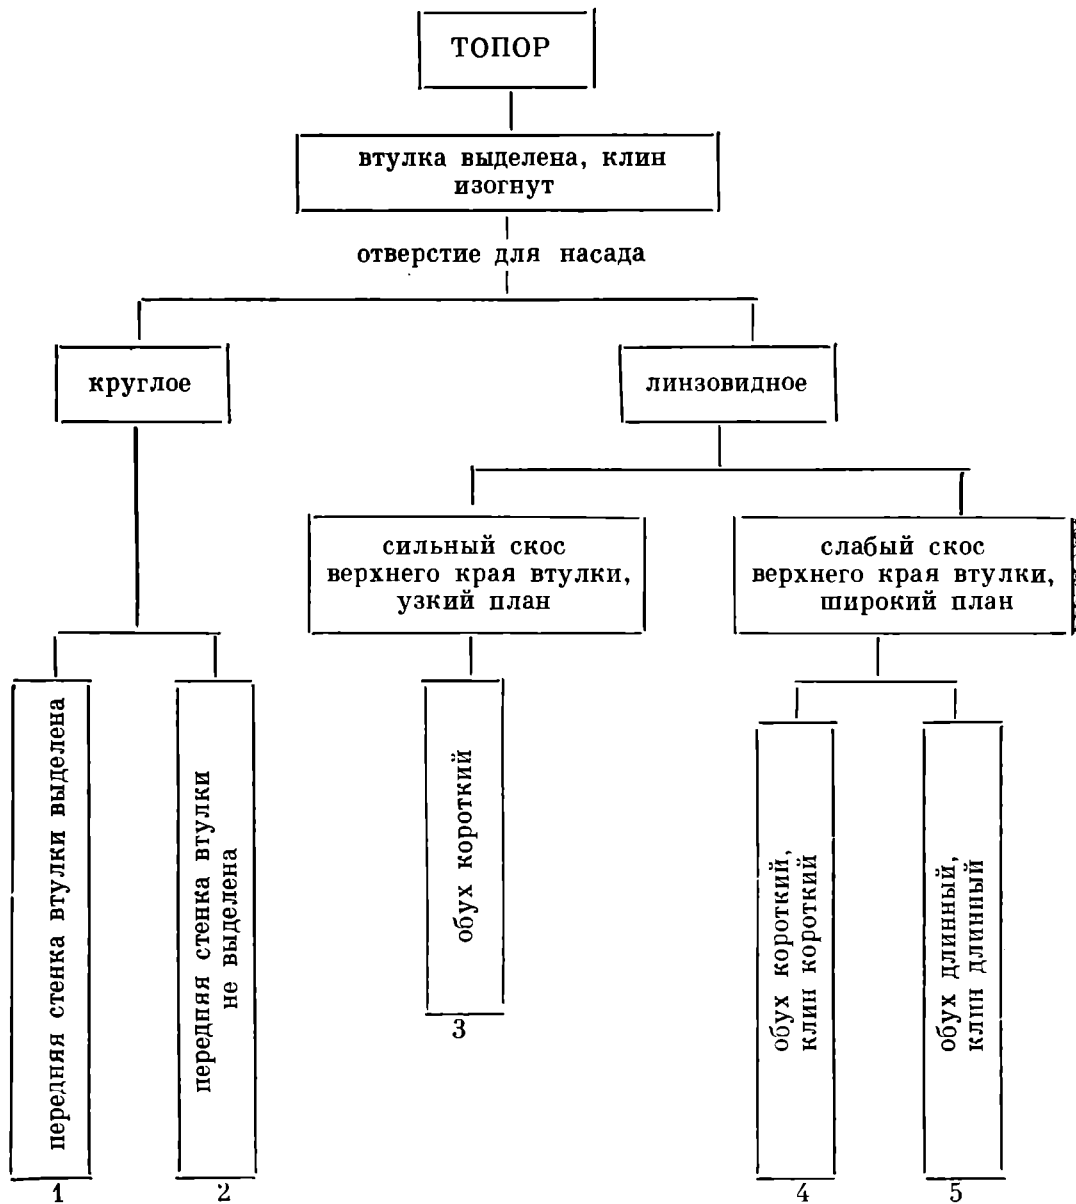 ТОПОР
втулка выделена, клин
изогнут
отверстие для насада
круглое
линзовидное
сильный скос
верхнего края втулки,
узкий план
слабый скос
верхнего края втулки,
широкий план
передняя стенка втулки выделена
передняя стенка втулки
не выделена
обух короткий
обух короткий,
клин короткий
обух длинный,
клин длинный
1
2
3
4
5